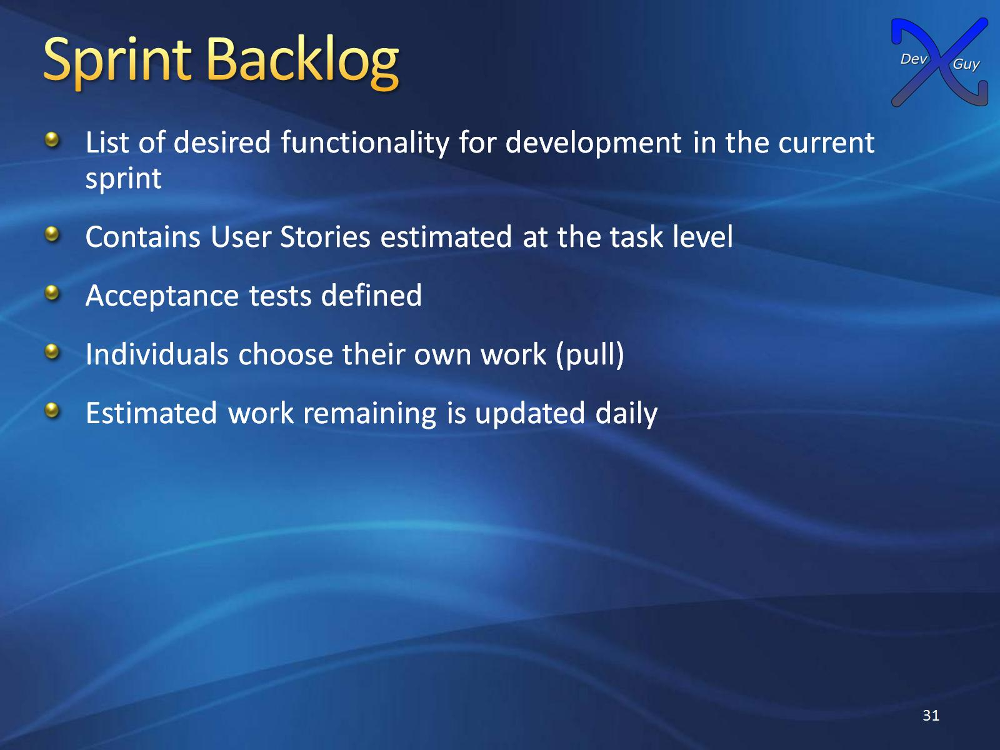 Sprint Backlog
Dev Guy
List of desired functionality for development in the current
sprint
Contains User Stories estimated at the task level
Acceptance tests defined
Individuals choose their own work (pull)
Estimated work remaining is updated daily
31